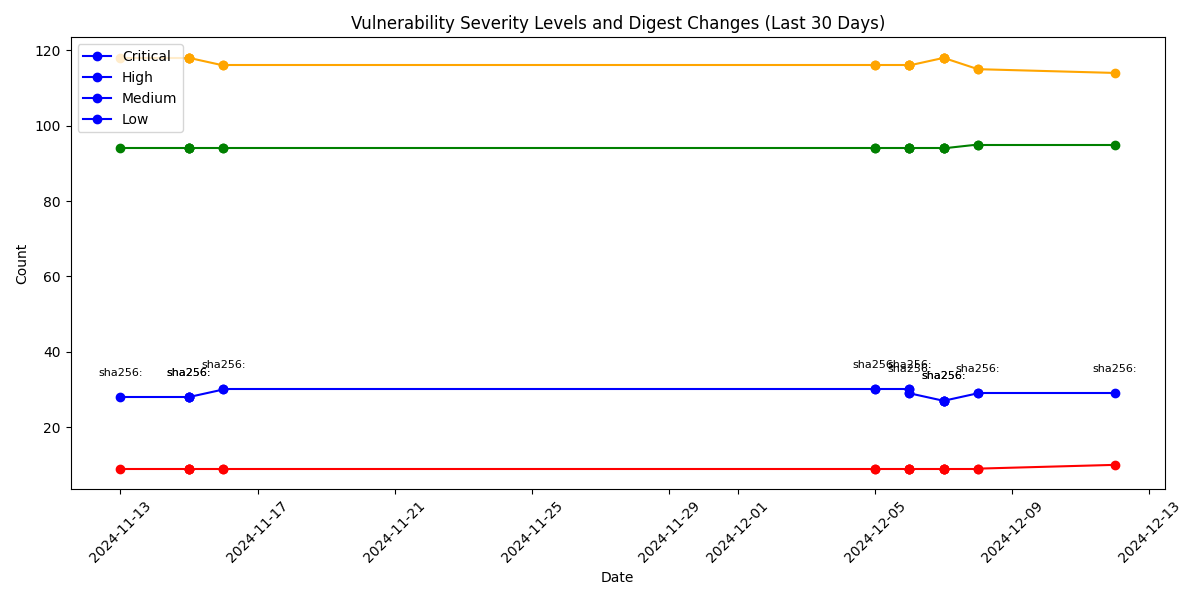 Vulnerability Severity Levels and Digest Changes (Last 30 Days)
Critical
High
Medium
Low
120
100
80
60
40
20
Count
sha256:
sha256:
sha256:
sha256:
sha256:
sha256:
sha256:
sha256:
sha256:
2024-11-13
2024-11-17
2024-11-21
2024-11-25
2024-11-29
2024-12-01
2024-12-05
2024-12-09
2024-12-13
Date